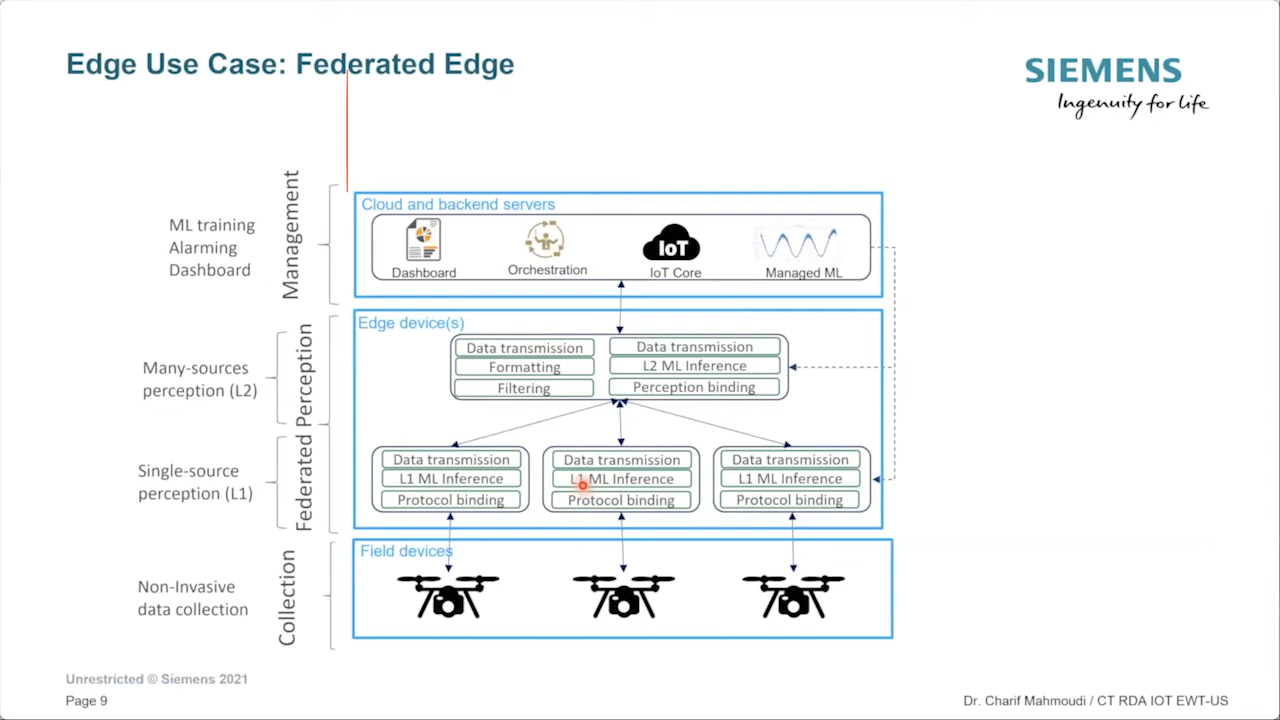 Edge Use Case: Federated Edge
SIEMENS
Ingenuity for life
Management
ML training
Alarming
Dashboard
Cloud and backend servers
Dashboard
Orchestration
IoT
IoT Core
Managed ML
Federated Perception
Many-sources
perception (L2)
Edge device(s)
Data transmission
Formatting
Filtering
Data transmission
L2 ML Inference
Perception binding
Single-source
perception (L1)
Data transmission
L1 ML Inference
Protocol binding
Data transmission
L1 ML Inference
Protocol binding
Data transmission
L1 ML Inference
Protocol binding
Collection
Non-Invasive
data collection
Field devices
Unrestricted © Siemens 2021
Page 9
Dr. Charif Mahmoudi / CT RDA IOT EWT-US